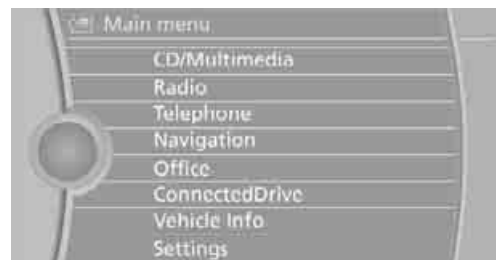 Main menu
CD/Multimedia
Radio
Telephone
Navigation
Office
ConnectedDrive
Vehicle Info
Settings